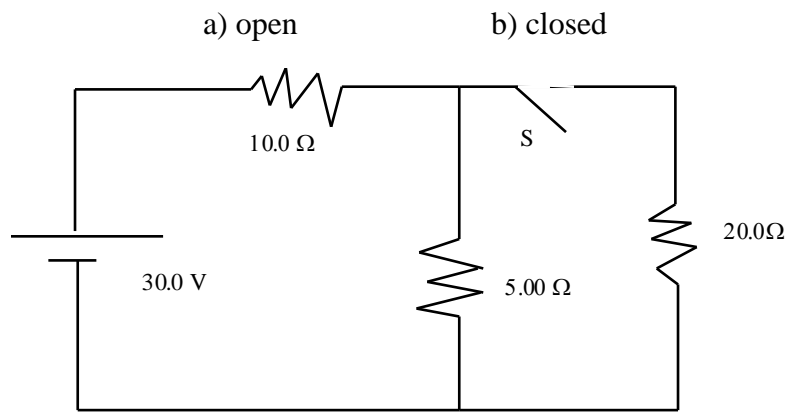 a) open b) closed
10.0 Ω
S
20.0Ω
30.0 V
5.00 Ω